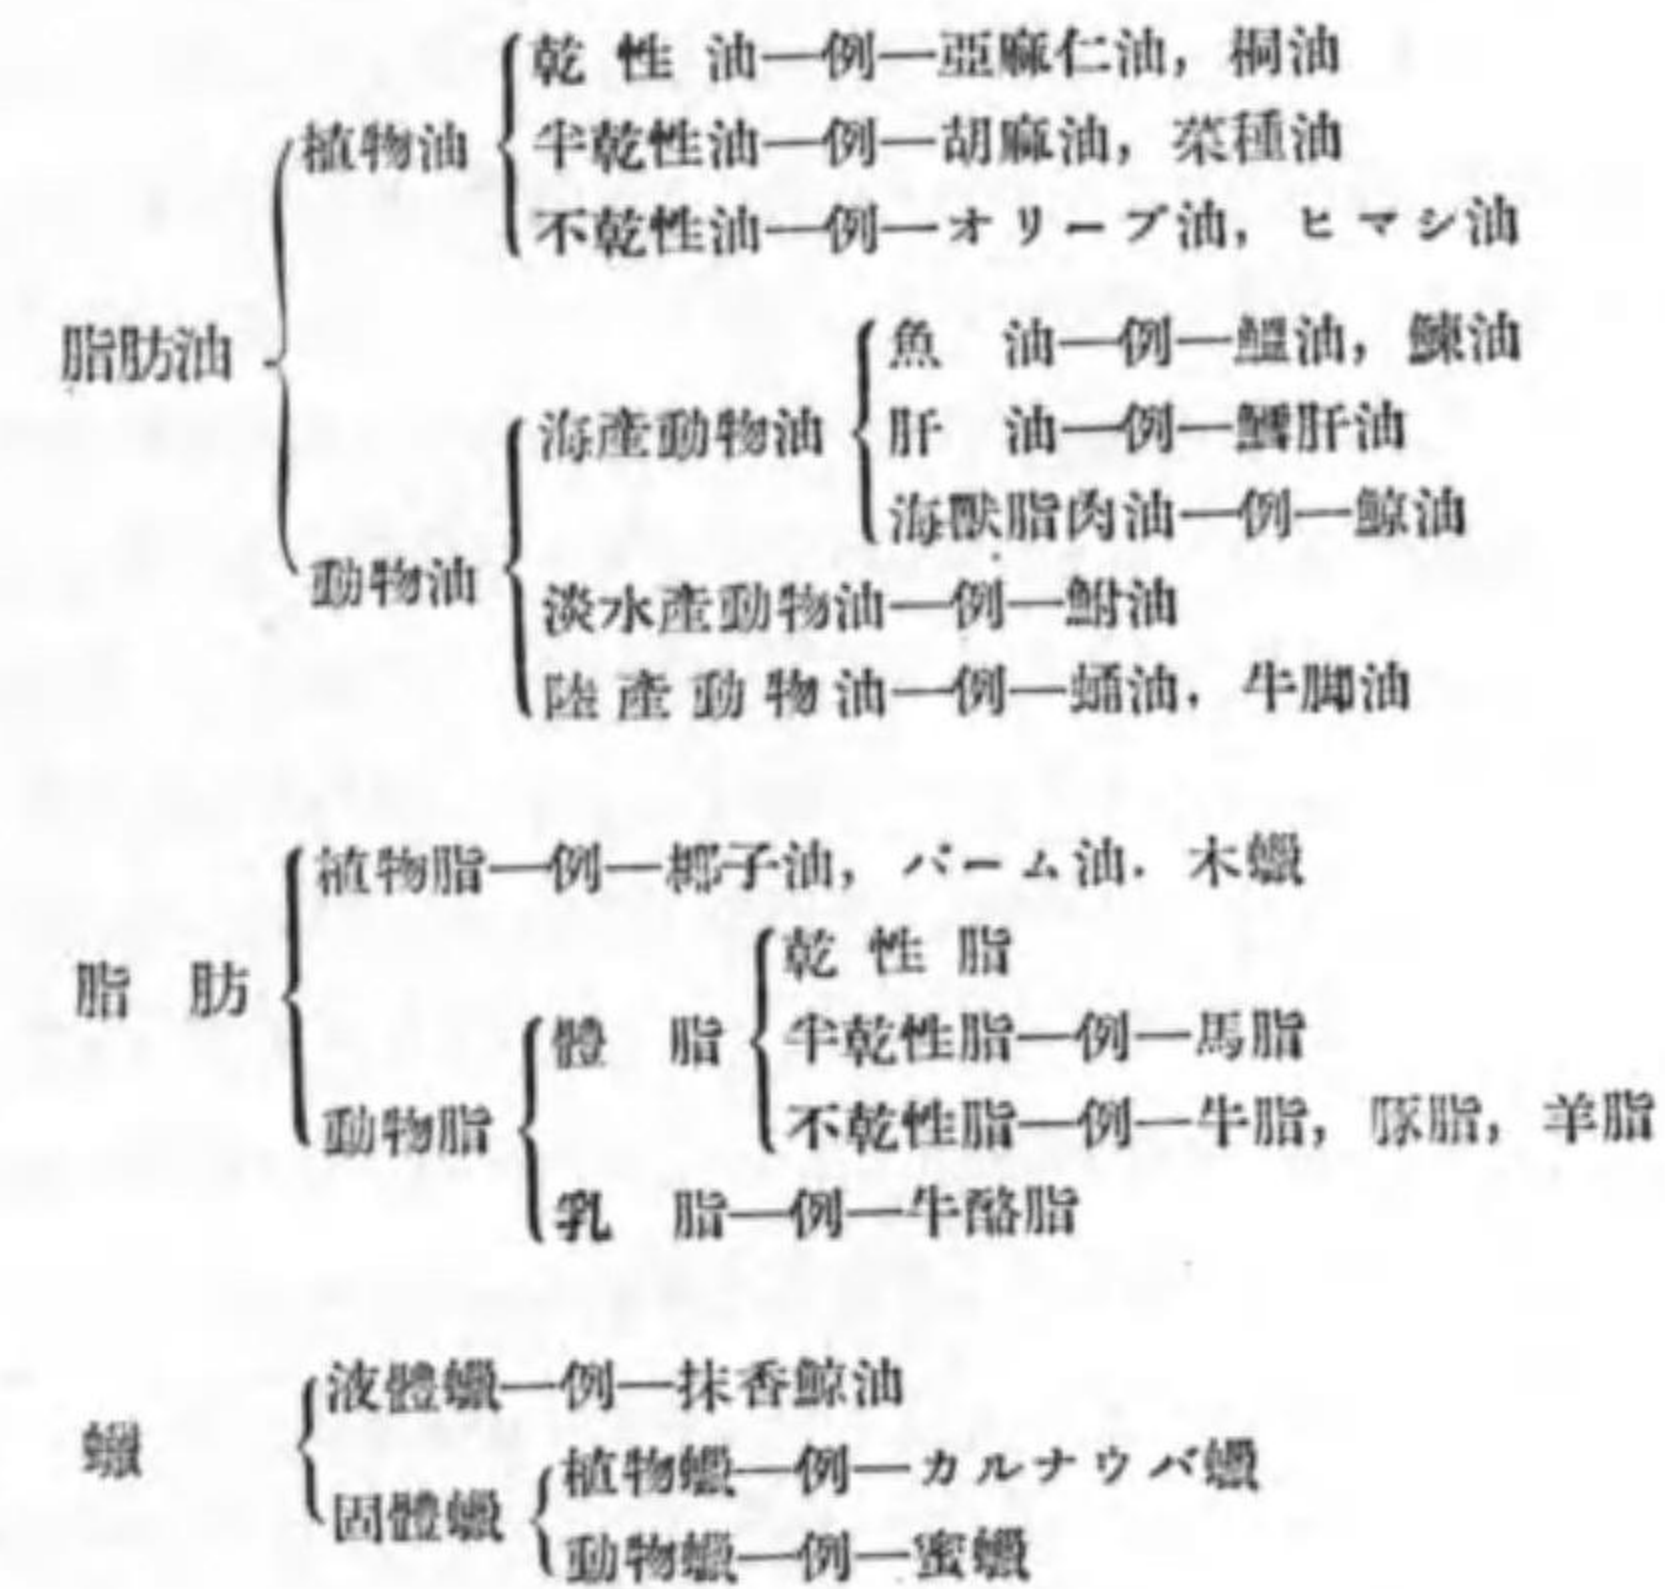 乾性油—例—亞麻仁油，桐油
植物油 半乾性油—例—胡麻油，菜種油
不乾性油—例—オリーブ油，ヒマシ油
脂肪油
魚 油—例—鰮油，鰊油
海產動物油 肝 油—例—鱈肝油
海獸脂肉油—例—鯨油
動物油
淡水產動物油—例—鮒油
陸產動物油—例—蛹油，牛脚油
植物脂—例—椰子油，パーム油，木蠟
脂 肪
乾性脂
體 脂 半乾性脂—例—馬脂
動物脂 不乾性脂—例—牛脂，豚脂，羊脂
乳 脂—例—牛酪脂
液體蠟—例—抹香鯨油
蠟
植物蠟—例—カルナウバ蠟
固體蠟
動物蠟—例—蜜蠟